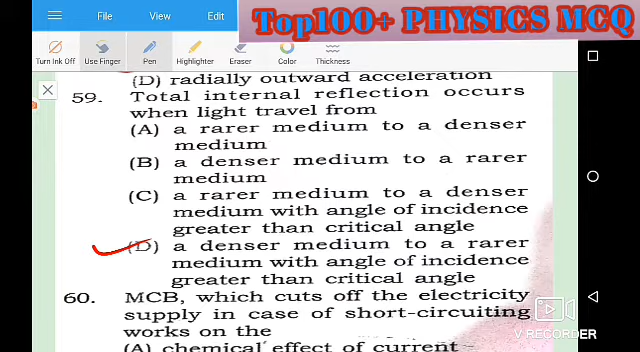 File View Edit Top100+ PHYSICS MCQ
Turn Ink Off Use Finger Pen Highlighter Eraser Color Thickness
(D) radially outward acceleration
59. Total internal reflection occurs
when light travel from
(A) a rarer medium to a denser
medium
(B) a denser medium to a rarer
medium
(C) a rarer medium to a denser
medium with angle of incidence
greater than critical angle
(D) a denser medium to a rarer
medium with angle of incidence
greater than critical angle
60. MCB, which cuts off the electricity
supply in case of short-circuiting
works on the
(A) chemical effect of current
V RECORDER